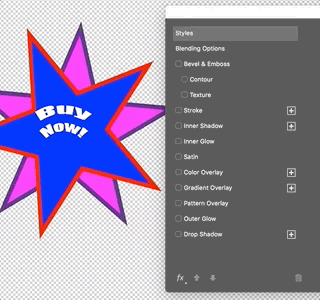 Buy
Now!
Styles
Blending Options
Bevel & Emboss
Contour
Texture
Stroke
Inner Shadow
Inner Glow
Satin
Color Overlay
Gradient Overlay
Pattern Overlay
Outer Glow
Drop Shadow
fx